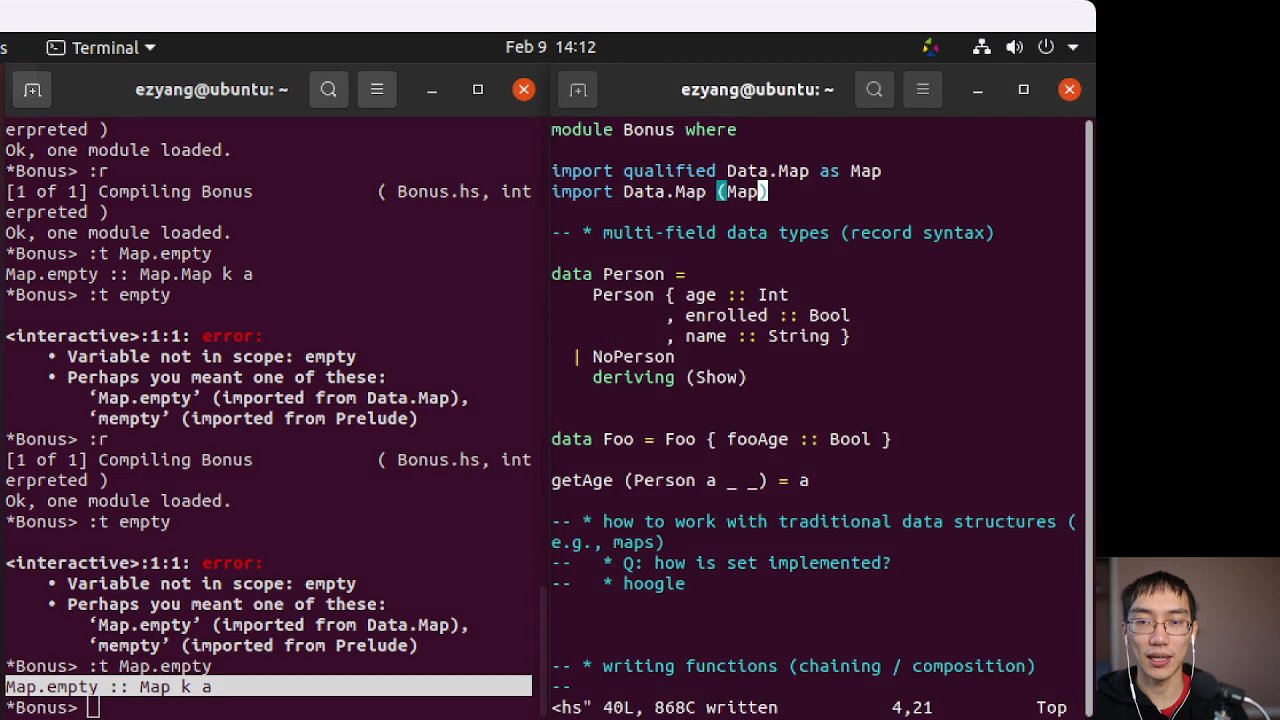 s Terminal Feb 9 14:12
ezyang@ubuntu: ~
erpreted )
Ok, one module loaded.
*Bonus> :r
[1 of 1] Compiling Bonus ( Bonus.hs, int
erpreted )
Ok, one module loaded.
*Bonus> :t Map.empty
Map.empty :: Map.Map k a
*Bonus> :t empty
<interactive>:1:1: error:
• Variable not in scope: empty
• Perhaps you meant one of these:
‘Map.empty’ (imported from Data.Map),
‘mempty’ (imported from Prelude)
*Bonus> :r
[1 of 1] Compiling Bonus ( Bonus.hs, int
erpreted )
Ok, one module loaded.
*Bonus> :t empty
<interactive>:1:1: error:
• Variable not in scope: empty
• Perhaps you meant one of these:
‘Map.empty’ (imported from Data.Map),
‘mempty’ (imported from Prelude)
*Bonus> :t Map.empty
Map.empty :: Map k a
*Bonus>
ezyang@ubuntu: ~
module Bonus where
import qualified Data.Map as Map
import Data.Map (Map)
-- * multi-field data types (record syntax)
data Person =
Person { age :: Int
, enrolled :: Bool
, name :: String }
| NoPerson
deriving (Show)
data Foo = Foo { fooAge :: Bool }
getAge (Person a _ _) = a
-- * how to work with traditional data structures (
e.g., maps)
-- * Q: how is set implemented?
-- * hoogle
-- * writing functions (chaining / composition)
--
<hs" 40L, 868C written 4,21 Top